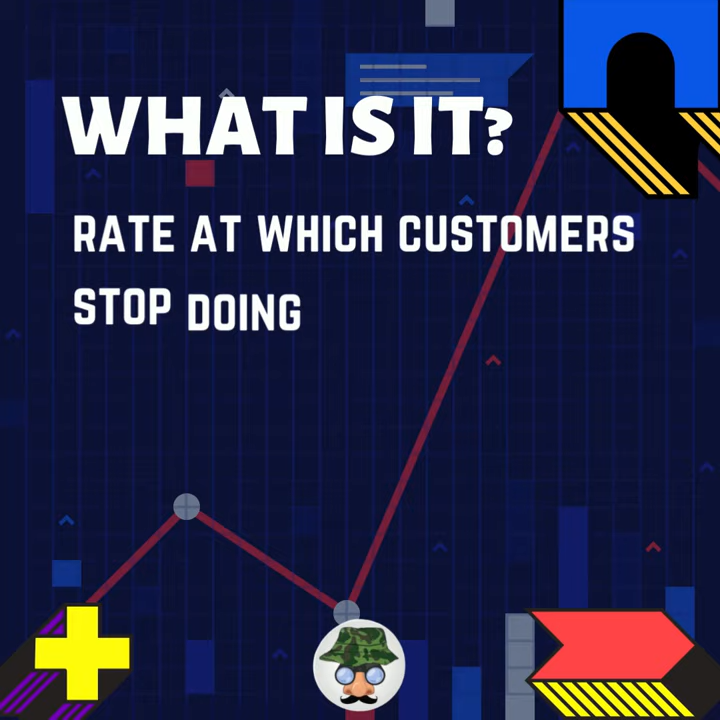 WHAT IS IT?
RATE AT WHICH CUSTOMERS
STOP DOING